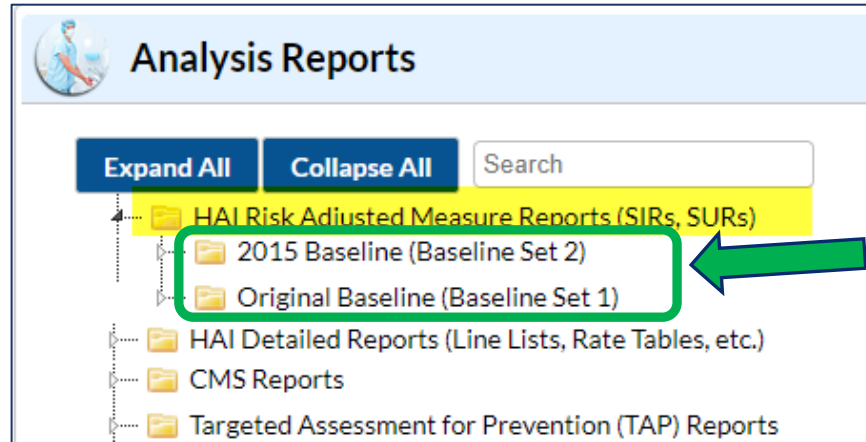 Analysis Reports
Expand All Collapse All Search
HAI Risk Adjusted Measure Reports (SIRs, SURs)
2015 Baseline (Baseline Set 2)
Original Baseline (Baseline Set 1)
HAI Detailed Reports (Line Lists, Rate Tables, etc.)
CMS Reports
Targeted Assessment for Prevention (TAP) Reports